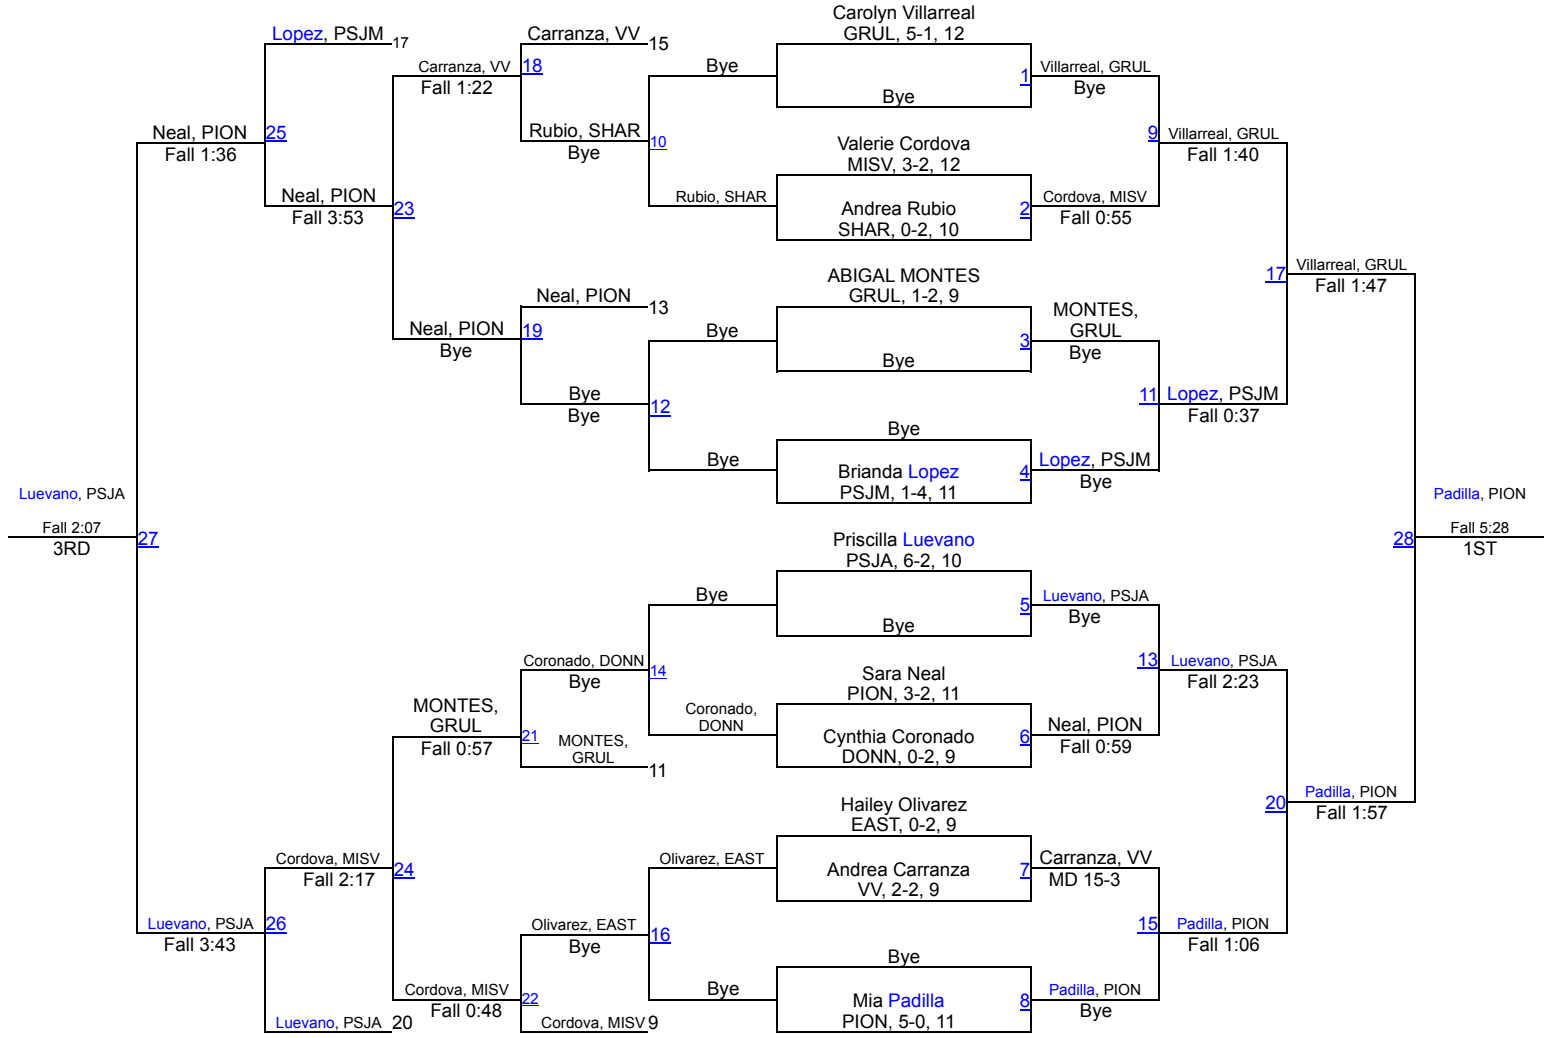 Carolyn Villarreal
GRUL, 5-1, 12
Lopez, PSJM
17
Carranza, VV
15
Carranza, VV
Fall 1:22
18
Bye
1
Villarreal, GRUL
Bye
Bye
Neal, PION
Fall 1:36
25
Rubio, SHAR
Bye
10
Valerie Cordova
MISV, 3-2, 12
9
Villarreal, GRUL
Fall 1:40
Neal, PION
Fall 3:53
23
Rubio, SHAR
Andrea Rubio
SHAR, 0-2, 10
2
Cordova, MISV
Fall 0:55
17
Villarreal, GRUL
Fall 1:47
ABIGAL MONTES
GRUL, 1-2, 9
Neal, PION
13
Neal, PION
Bye
19
Bye
3
MONTES,
GRUL
Bye
Bye
Bye
Bye
12
11
Lopez, PSJM
Fall 0:37
Bye
Bye
Brianda Lopez
PSJM, 1-4, 11
4
Lopez, PSJM
Bye
Luevano, PSJA
Fall 2:07
3RD
27
Padilla, PION
Fall 5:28
1ST
28
Priscilla Luevano
PSJA, 6-2, 10
Bye
5
Luevano, PSJA
Bye
Bye
Coronado, DONN
Bye
14
Sara Neal
PION, 3-2, 11
13
Luevano, PSJA
Fall 2:23
MONTES,
GRUL
Fall 0:57
21
MONTES,
GRUL
11
Coronado,
DONN
Cynthia Coronado
DONN, 0-2, 9
6
Neal, PION
Fall 0:59
20
Padilla, PION
Fall 1:57
Hailey Olivarez
EAST, 0-2, 9
Cordova, MISV
Fall 2:17
24
Olivarez, EAST
Andrea Carranza
VV, 2-2, 9
7
Carranza, VV
MD 15-3
Luevano, PSJA
Fall 3:43
26
Olivarez, EAST
Bye
16
15
Padilla, PION
Fall 1:06
Bye
Cordova, MISV
Fall 0:48
22
Bye
Mia Padilla
PION, 5-0, 11
8
Padilla, PION
Bye
Luevano, PSJA
20
Cordova, MISV
9